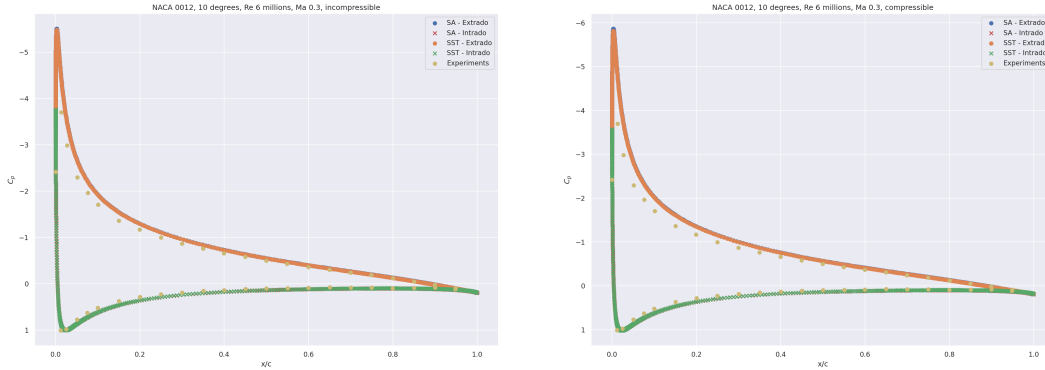 NACA 0012, 10 degrees, Re 6 millions, Ma 0.3, incompressible
SA - Extrado
SA - Intrado
SST - Extrado
SST - Intrado
Experiments
−5
−4
−3
−2
−1
0
1
Cp
0.0 0.2 0.4 0.6 0.8 1.0
x/c
NACA 0012, 10 degrees, Re 6 millions, Ma 0.3, compressible
SA - Extrado
SA - Intrado
SST - Extrado
SST - Intrado
Experiments
−6
−5
−4
−3
−2
−1
0
1
Cp
0.0 0.2 0.4 0.6 0.8 1.0
x/c